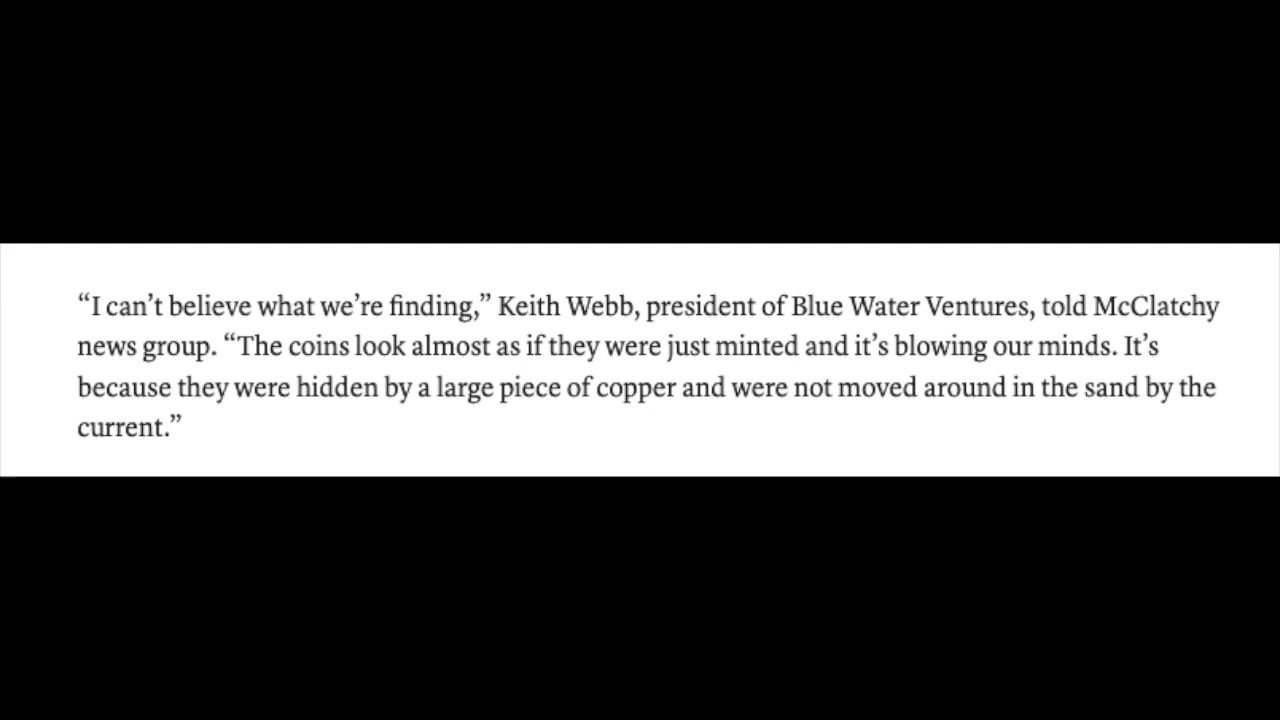 “I can’t believe what we’re finding,” Keith Webb, president of Blue Water Ventures, told McClatchy
news group. “The coins look almost as if they were just minted and it’s blowing our minds. It’s
because they were hidden by a large piece of copper and were not moved around in the sand by the
current.”